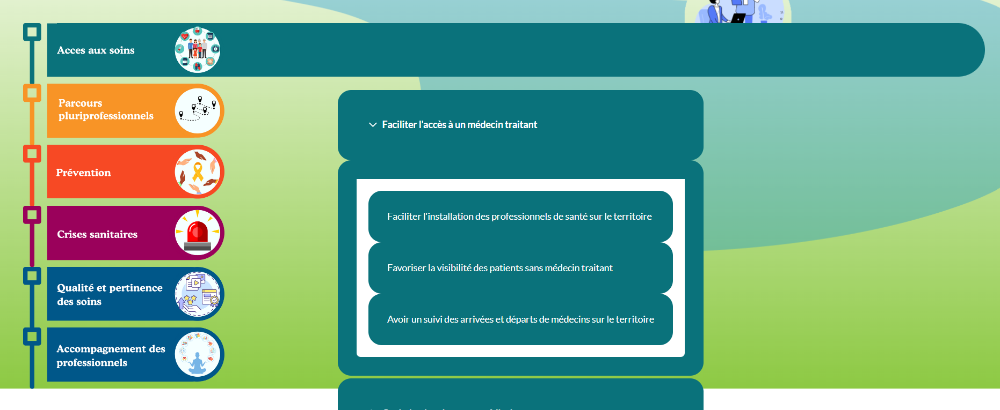 Acces aux soins
Parcours
pluriprofessionnels
Prévention
Crises sanitaires
Qualité et pertinence
des soins
Accompagnement des
professionnels
Faciliter l'accès à un médecin traitant
Faciliter l'installation des professionnels de santé sur le territoire
Favoriser la visibilité des patients sans médecin traitant
Avoir un suivi des arrivées et départs de médecins sur le territoire